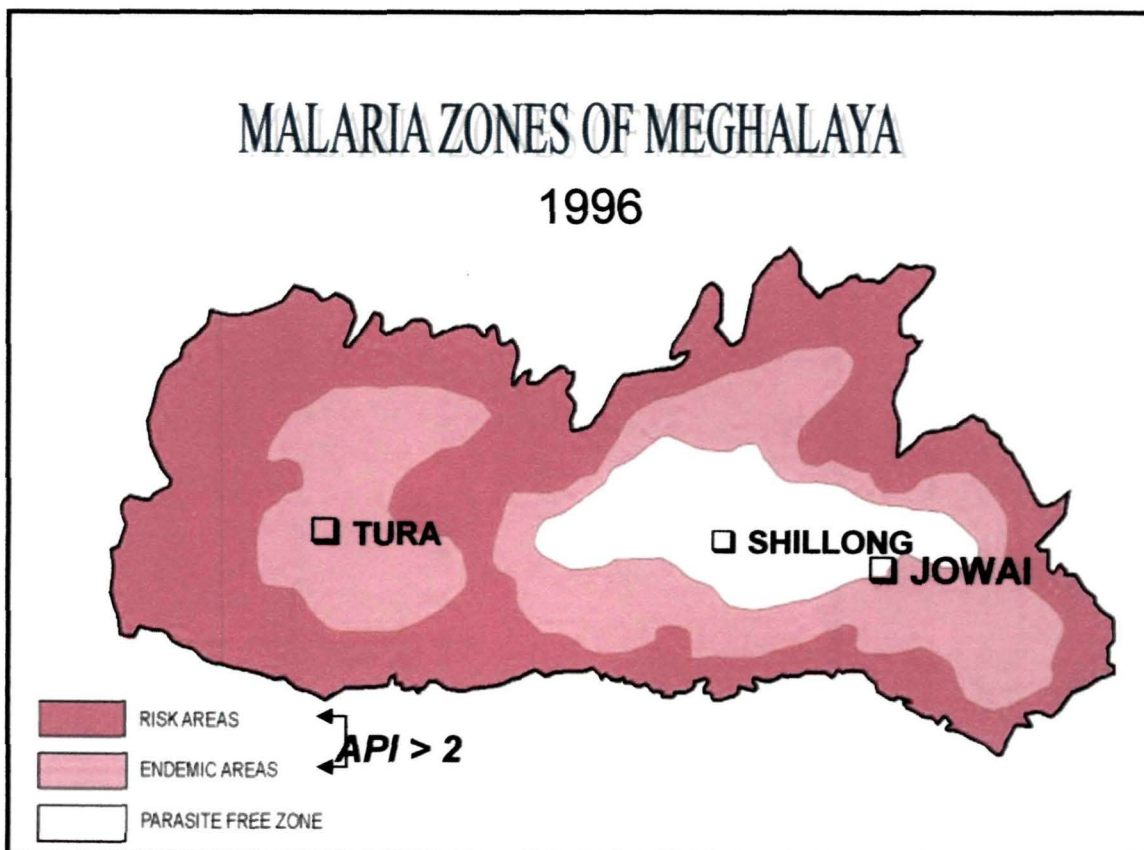 MALARIA ZONES OF MEGHALAYA
1996
TURA
SHILLONG
JOWAI
RISK AREAS
API > 2
ENDEMIC AREAS
PARASITE FREE ZONE